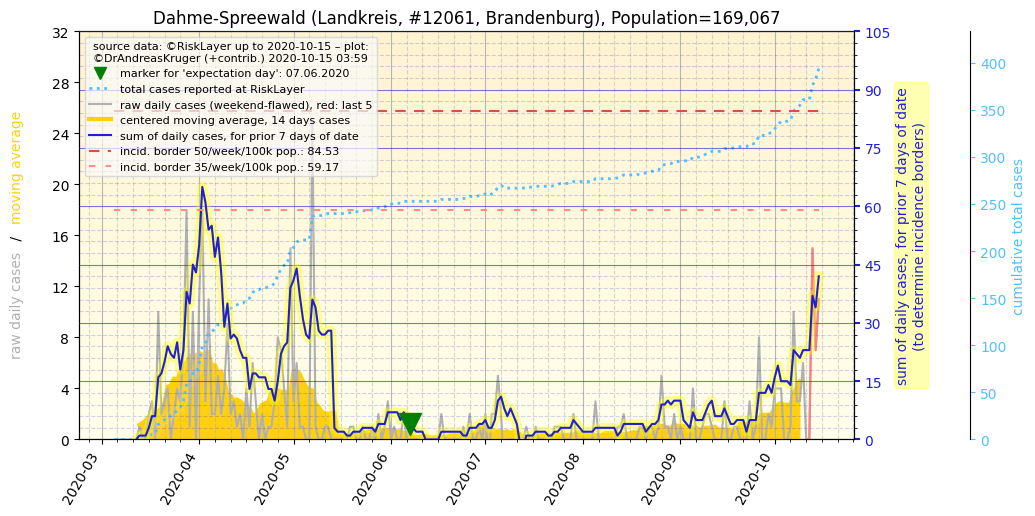 Dahme-Spreewald (Landkreis, #12061, Brandenburg), Population=169,067
source data: ©RiskLayer up to 2020-10-15 – plot:
©DrAndreasKruger (+contrib.) 2020-10-15 03:59
marker for 'expectation day': 07.06.2020
total cases reported at RiskLayer
raw daily cases (weekend-flawed), red: last 5
centered moving average, 14 days cases
sum of daily cases, for prior 7 days of date
incid. border 50/week/100k pop.: 84.53
incid. border 35/week/100k pop.: 59.17
raw daily cases / moving average
32
28
24
20
16
12
8
4
0
2020-03
2020-04
2020-05
2020-06
2020-07
2020-08
2020-09
2020-10
105
90
75
60
45
30
15
0
sum of daily cases, for prior 7 days of date
(to determine incidence borders)
400
350
300
250
200
150
100
50
0
cumulative total cases